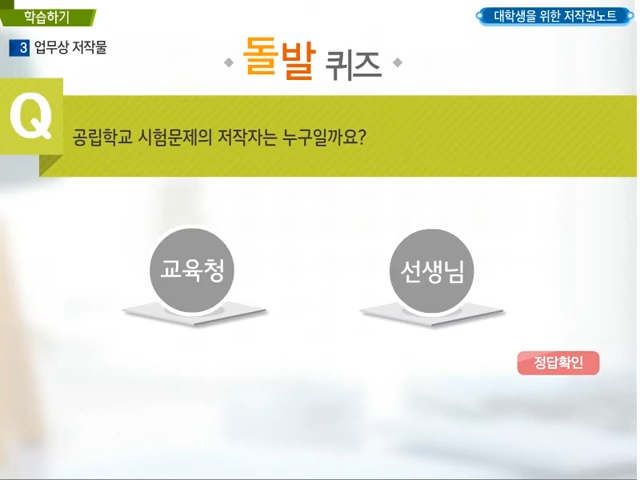 학습하기
대학생을 위한 저작권노트
3 업무상 저작물
돌발 퀴즈
Q
공립학교 시험문제의 저작자는 누구일까요?
교육청
선생님
정답확인